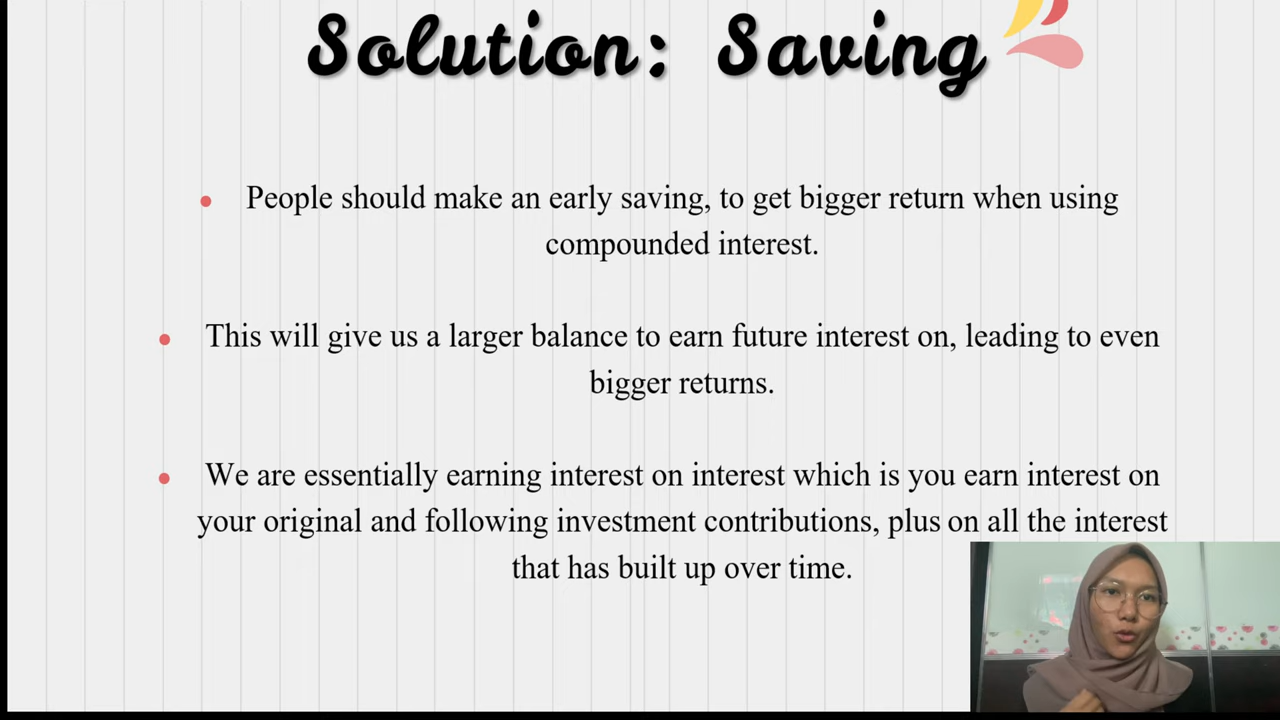 Solution: Saving
People should make an early saving, to get bigger return when using
compounded interest.
This will give us a larger balance to earn future interest on, leading to even
bigger returns.
We are essentially earning interest on interest which is you earn interest on
your original and following investment contributions, plus on all the interest
that has built up over time.